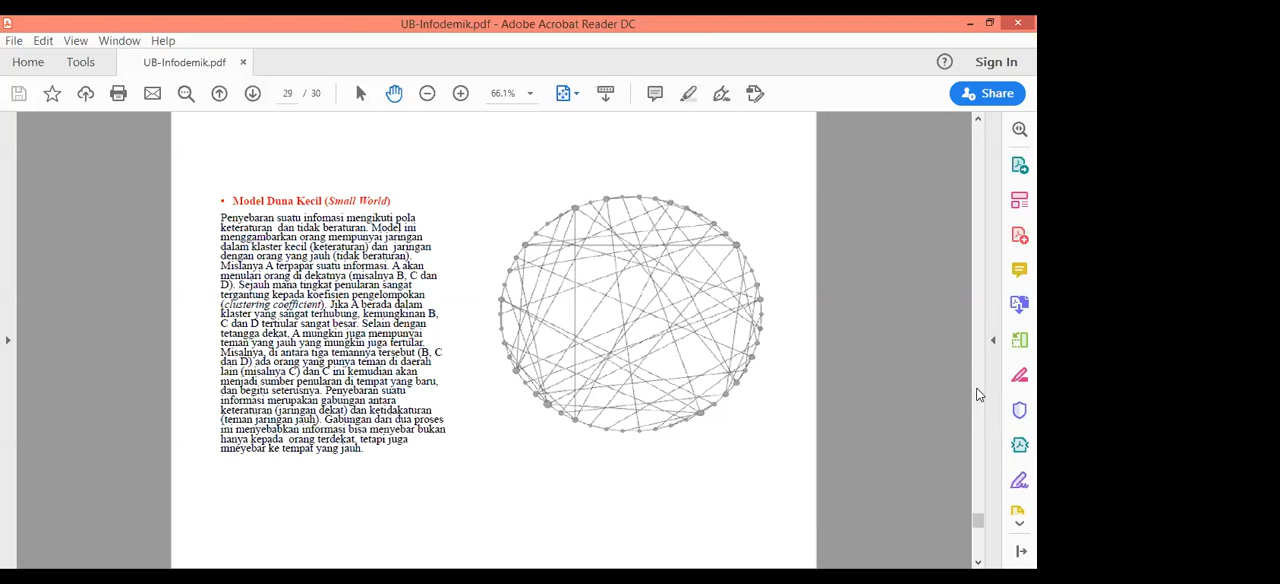 UB-Infodemik.pdf - Adobe Acrobat Reader DC
File Edit View Window Help
Home Tools UB-Infodemik.pdf × Sign In
29 / 30 66.1% Share
• Model Duna Kecil (Small World)
Penyebaran suatu infomasi mengikuti pola
keteraturan dan tidak beraturan. Model ini
menggambarkan orang mempunyai jaringan
dalam klaster kecil (keteraturan) dan jaringan
dengan orang yang jauh (tidak beraturan).
Mislanya A terpapar suatu informasi. A akan
menulari orang di dekatnya (misalnya B, C dan
D). Sejauh mana tingkat penularan sangat
tergantung kepada koefisien pengelompokan
(clustering coefficient). Jika A berada dalam
klaster yang sangat terhubung, kemungkinan B,
C dan D tertular sangat besar. Selain dengan
tetangga dekat, A mungkin juga mempunyai
teman yang jauh yang mungkin juga tertular.
Misalnya, di antara tiga temannya tersebut (B, C
dan D) ada orang yang punya teman di daerah
lain (misalnya C) dan C ini kemudian akan
menjadi sumber penularan di tempat yang baru,
dan begitu seterisnya. Penyebaran suatu
informasi merupakan gabungan antara
keteraturan (jaringan dekat) dan ketidakaturan
(teman jaringan jauh). Gabungan dari dua proses
ini menyebabkan informasi bisa menyebar bukan
hanya kepada orang terdekat, tetapi juga
mneyebar ke tempat yang jauh.